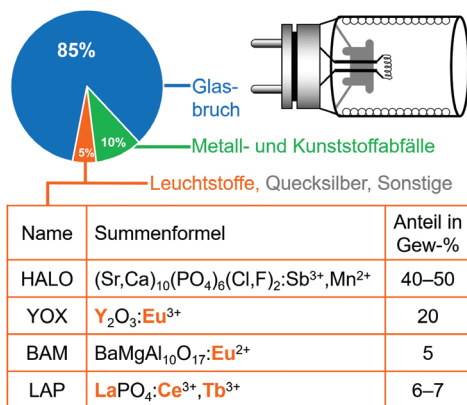 85%
Glas-
bruch
10%
Metall- und Kunststoffabfälle
5%
Leuchtstoffe, Quecksilber, Sonstige
Name Summenformel Anteil in
Gew-%
HALO (Sr,Ca)₁₀(PO₄)₆(Cl,F)₂:Sb³⁺,Mn²⁺ 40–50
YOX Y₂O₃:Eu³⁺ 20
BAM BaMgAl₁₀O₁₇:Eu²⁺ 5
LAP LaPO₄:Ce³⁺,Tb³⁺ 6–7